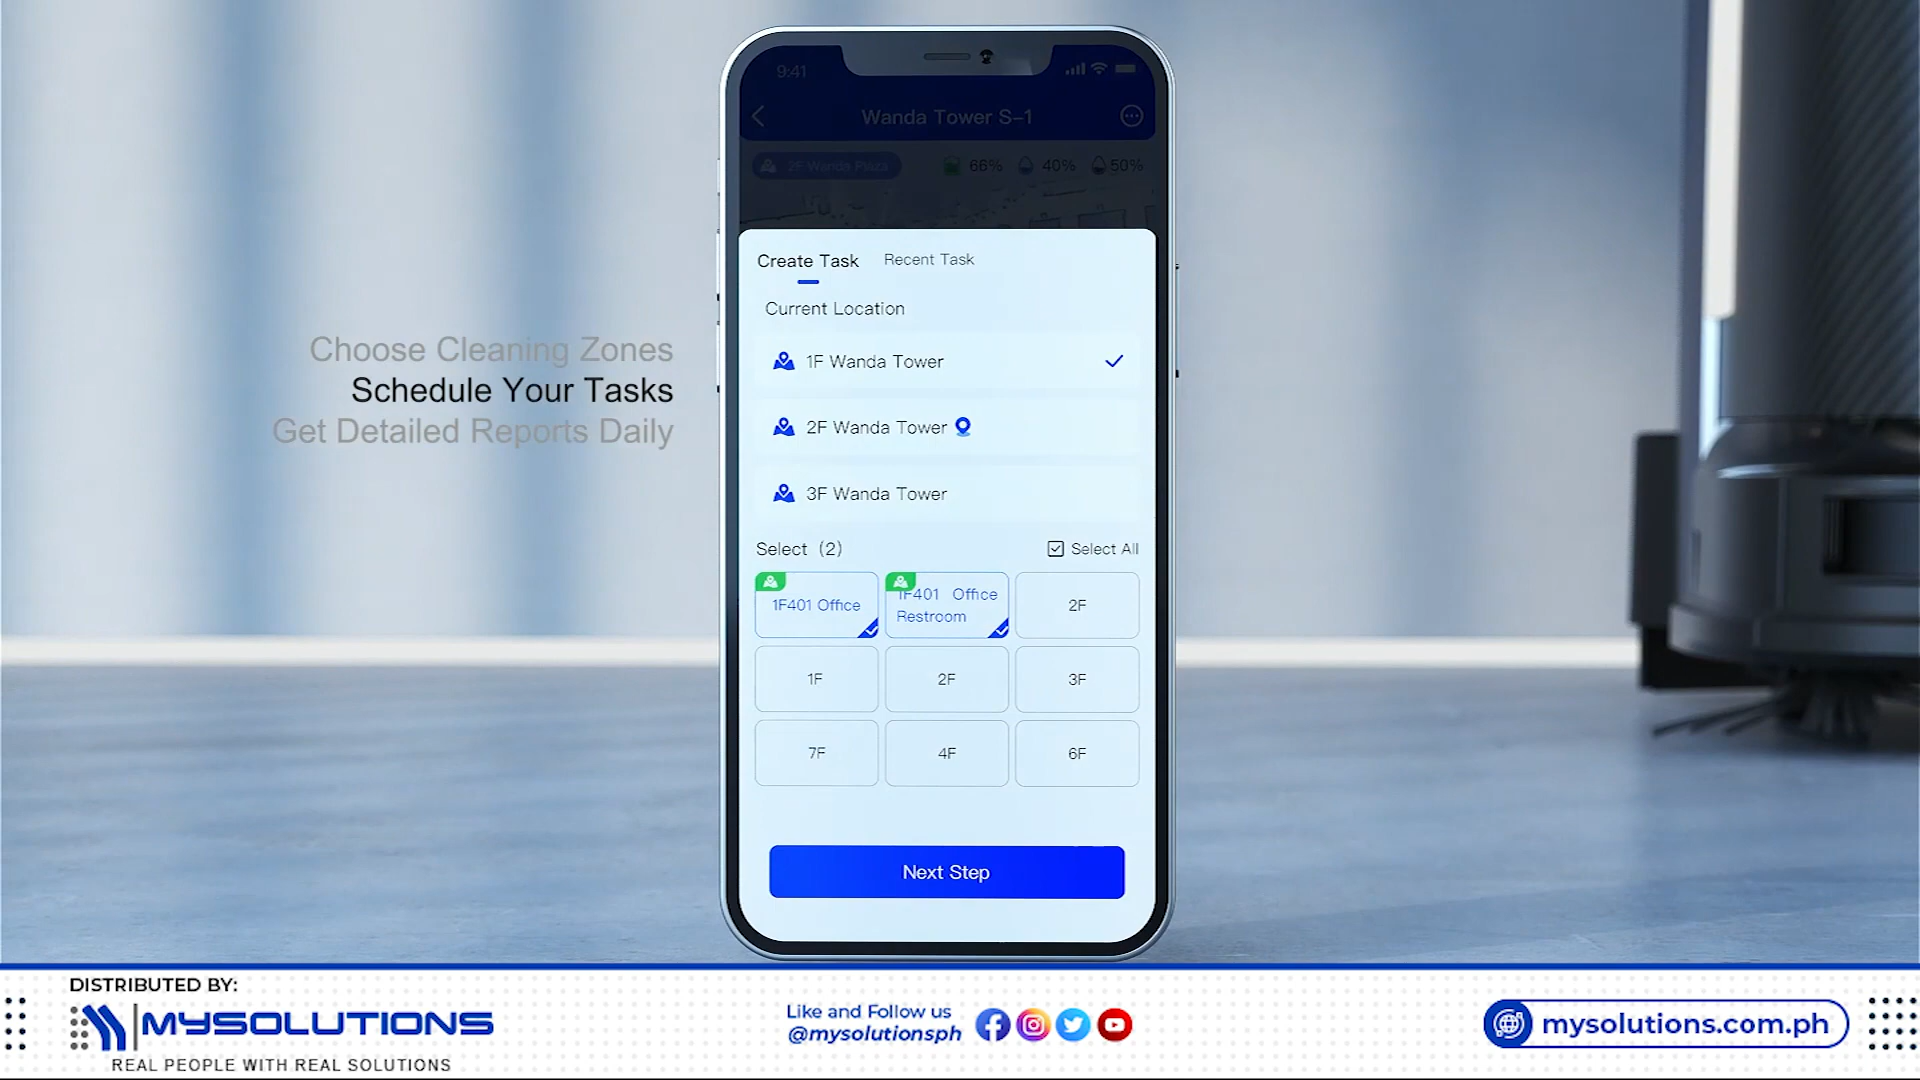 9:41
Wanda Tower S-1
2F Wanda Plaza
66%
40%
50%
Create Task
Recent Task
Current Location
1F Wanda Tower
2F Wanda Tower
3F Wanda Tower
Select (2)
Select All
1F401 Office
1F401 Office
Restroom
2F
1F
2F
3F
7F
4F
6F
Next Step
Choose Cleaning Zones
Schedule Your Tasks
Get Detailed Reports Daily
DISTRIBUTED BY:
MYSOLUTIONS
REAL PEOPLE WITH REAL SOLUTIONS
Like and Follow us
@mysolutionsph
mysolutions.com.ph